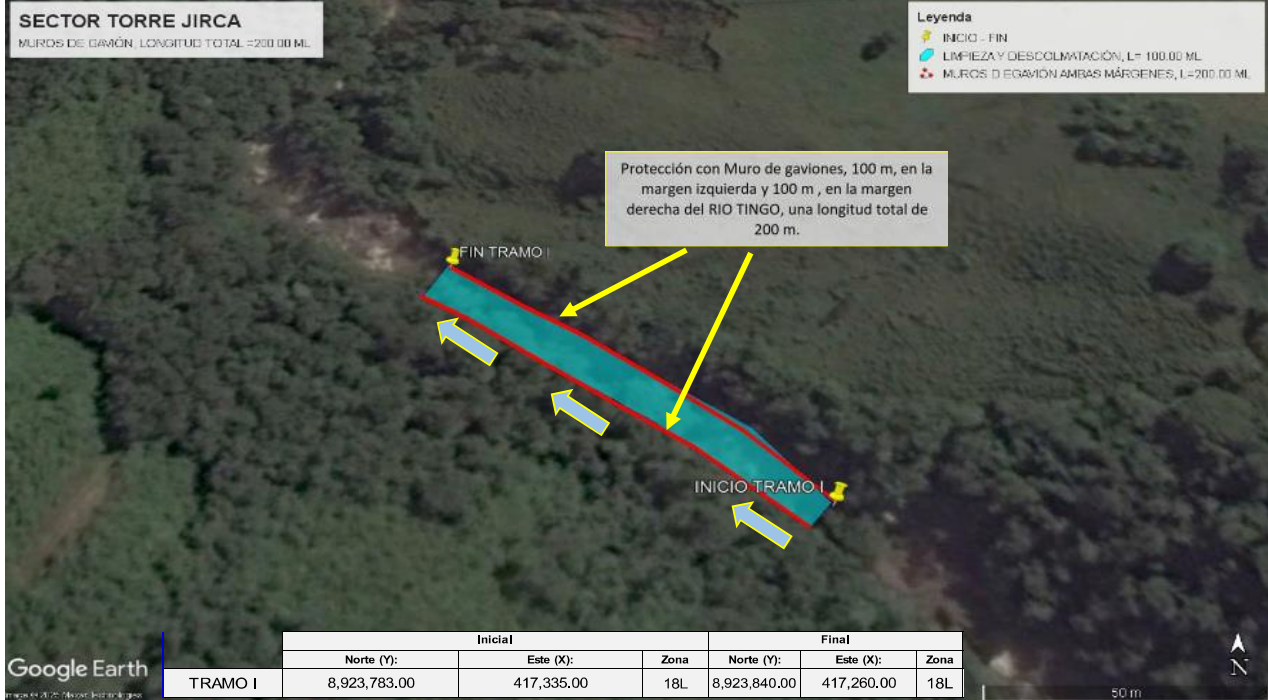 SECTOR TORRE JIRCA
MUROS DE GAVIÓN, LONGITUD TOTAL =200.00 ML
Leyenda
INICIO - FIN
LIMPIEZA Y DESCOLMATACIÓN, L= 100.00 ML
MUROS D EGAVIÓN AMBAS MÁRGENES, L=200.00 ML
Protección con Muro de gaviones, 100 m, en la
margen izquierda y 100 m , en la margen
derecha del RIO TINGO, una longitud total de
200 m.
FIN TRAMO I
INICIO TRAMO I
Inicial Final
Norte (Y): Este (X): Zona Norte (Y): Este (X): Zona
TRAMO I 8,923,783.00 417,335.00 18L 8,923,840.00 417,260.00 18L
Google Earth
Image © 2025 Maxar Technologies
N
50 m